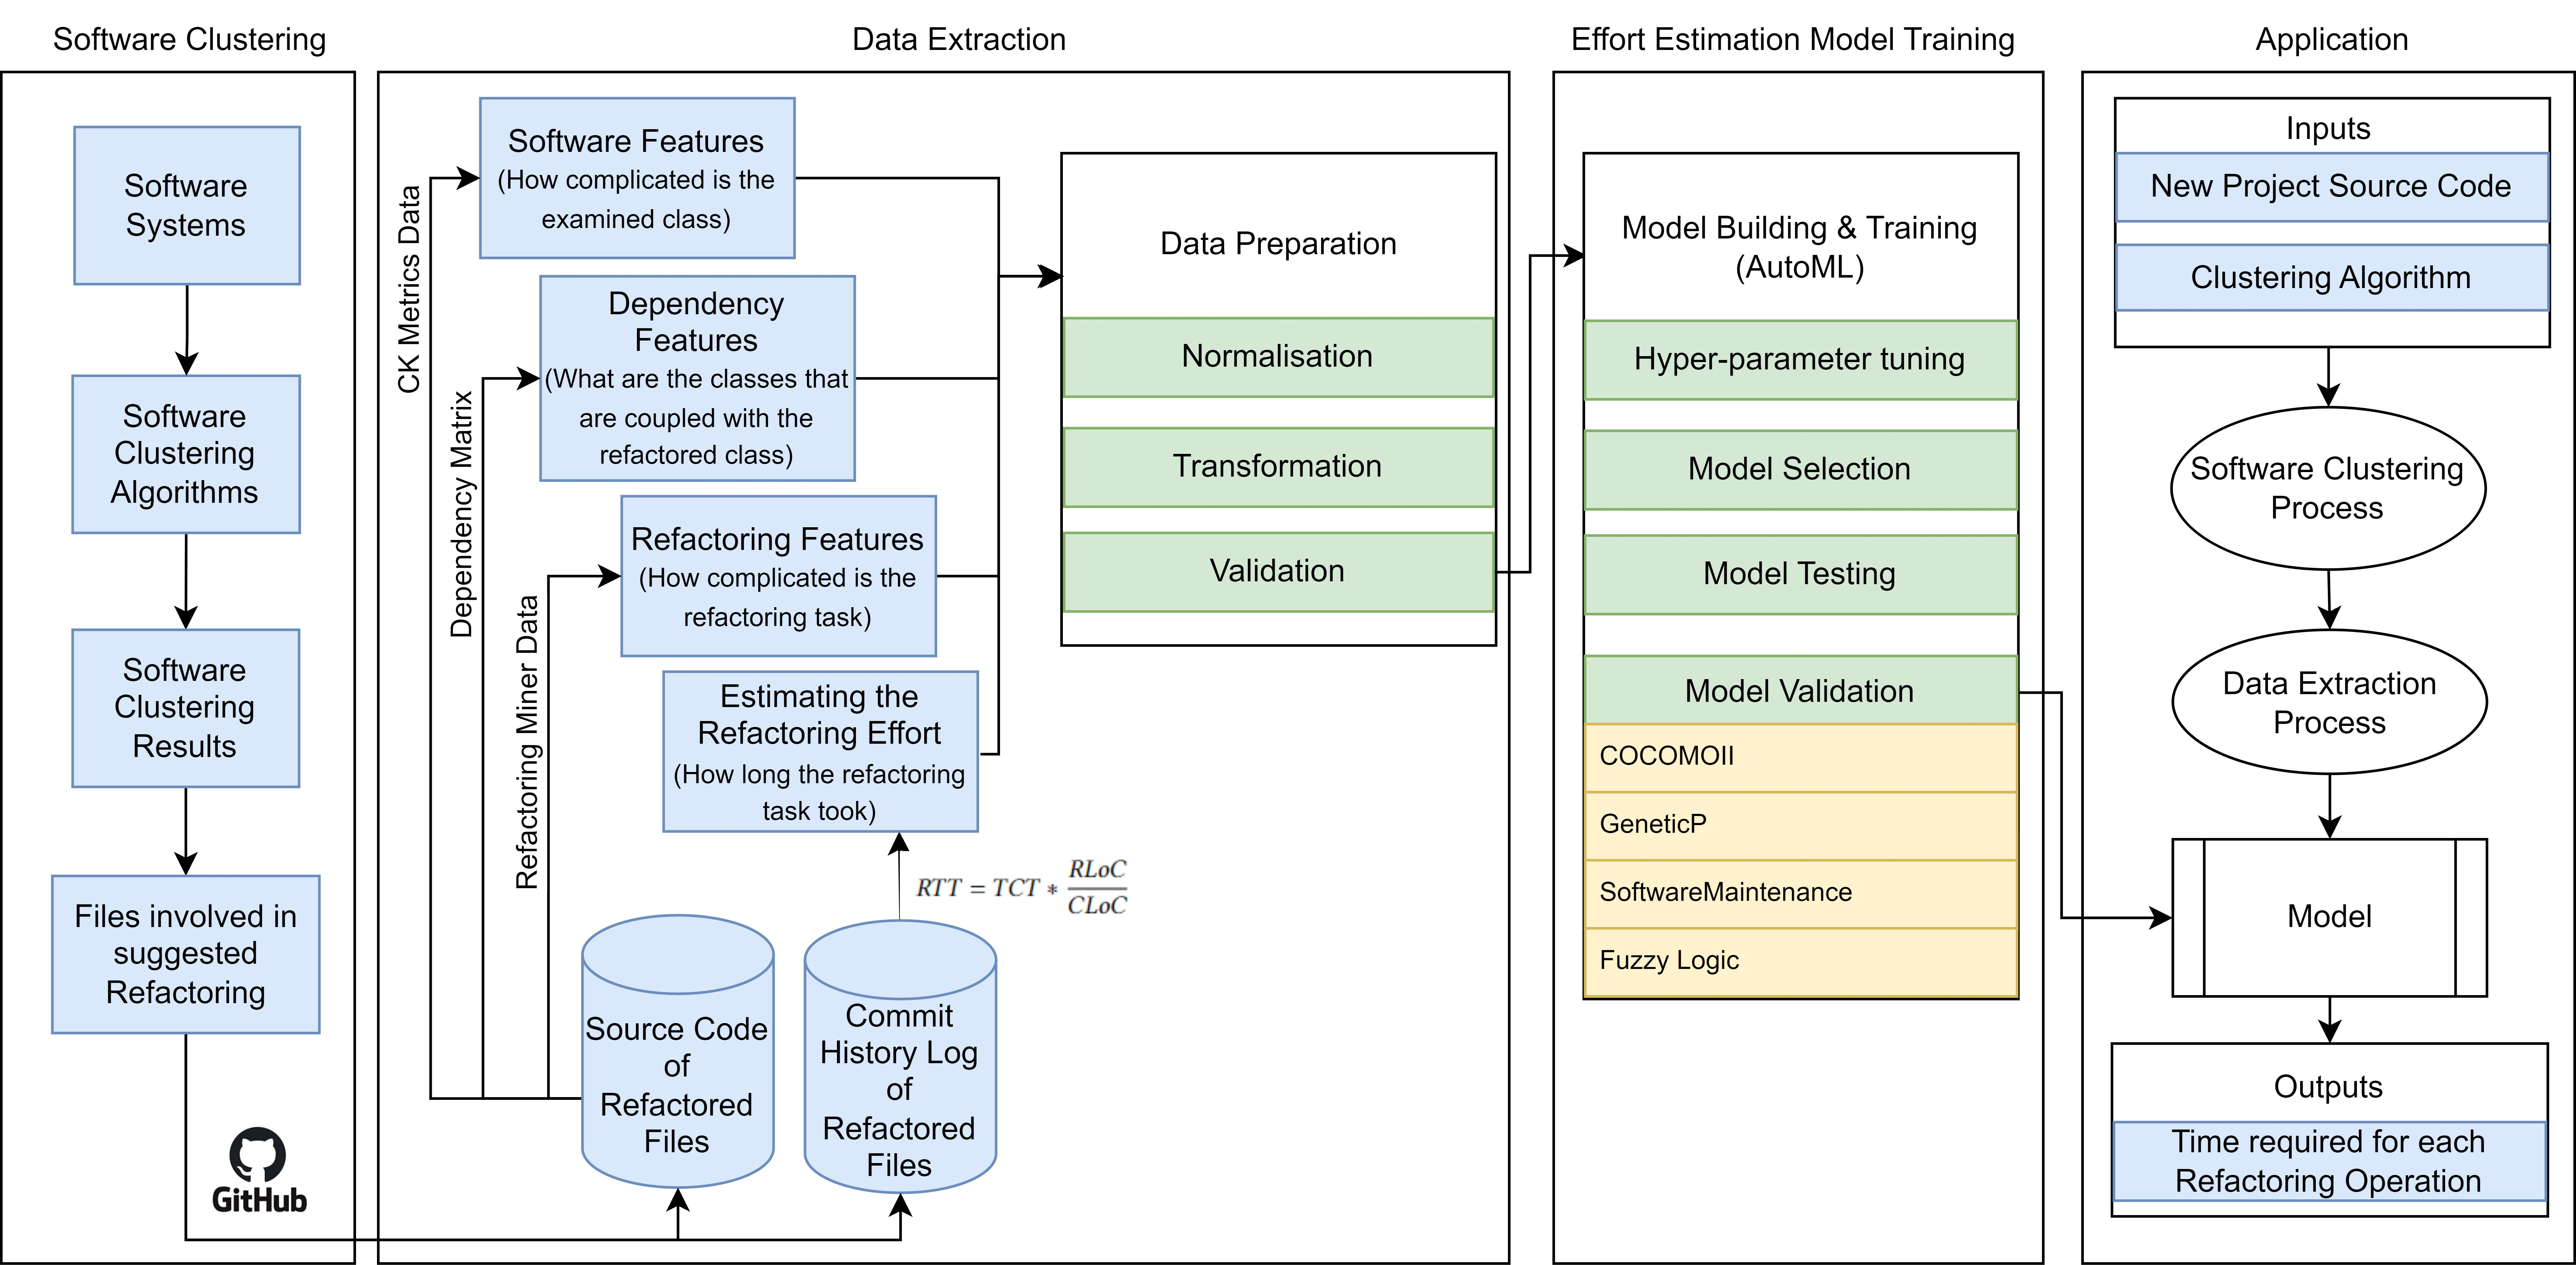 Software Clustering
Software
Systems
Software
Clustering
Algorithms
Software
Clustering
Results
Files involved in
suggested
Refactoring
GitHub
Data Extraction
CK Metrics Data
Dependency Matrix
Refactoring Miner Data
Software Features
(How complicated is the
examined class)
Dependency
Features
(What are the classes that
are coupled with the
refactored class)
Refactoring Features
(How complicated is the
refactoring task)
Estimating the
Refactoring Effort
(How long the refactoring
task took)
RTT = TCT * RLoC / CLoC
Source Code
of
Refactored
Files
Commit
History Log
of
Refactored
Files
Data Preparation
Normalisation
Transformation
Validation
Effort Estimation Model Training
Model Building & Training
(AutoML)
Hyper-parameter tuning
Model Selection
Model Testing
Model Validation
COCOMOII
GeneticP
SoftwareMaintenance
Fuzzy Logic
Application
Inputs
New Project Source Code
Clustering Algorithm
Software Clustering
Process
Data Extraction
Process
Model
Outputs
Time required for each
Refactoring Operation